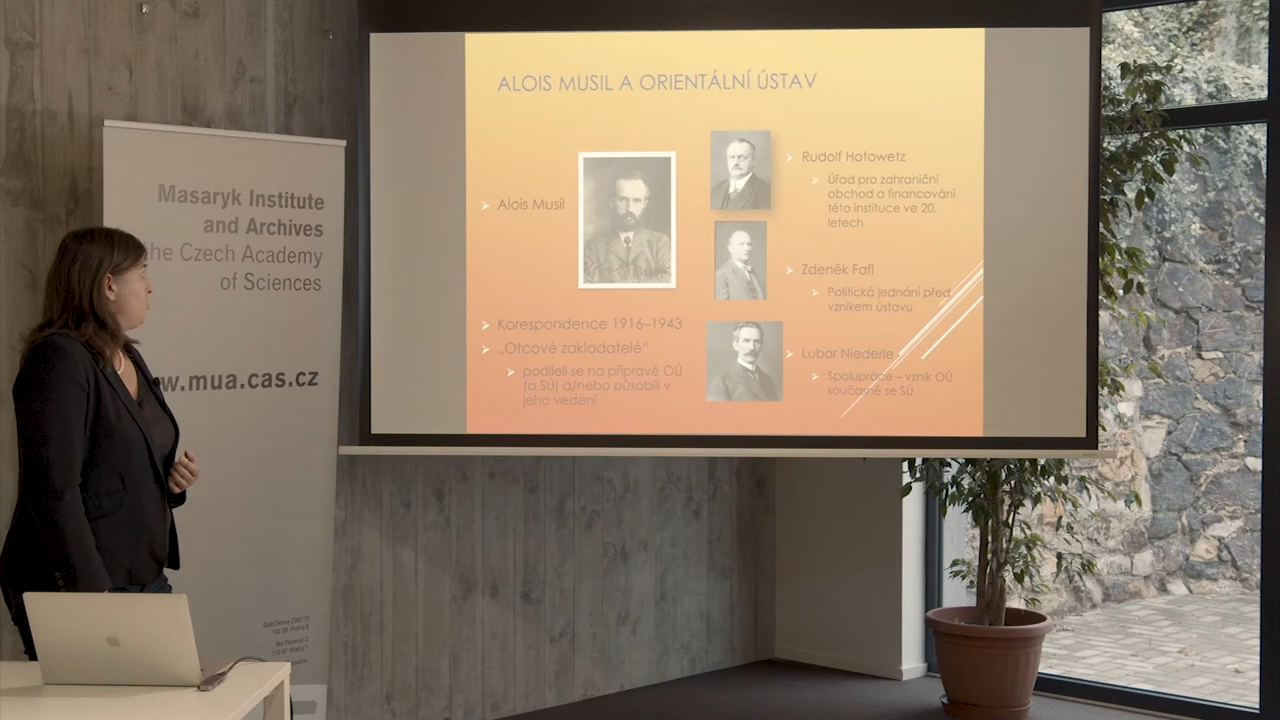 Masaryk Institute
and Archives
the Czech Academy
of Sciences
w.mua.cas.cz
Na Florenci 3
ALOIS MUSIL A ORIENTÁLNÍ ÚSTAV
Alois Musil
Korespondence 1916–1943
„Otcové zakladatelé“
podíleli se na přípravě OÚ
(a SÚ) a/nebo působili v
jeho vedení
Rudolf Hotowetz
Úřad pro zahraniční
obchod a financování
této instituce ve 20.
letech
Zdeněk Fafl
Politická jednání před
vznikem ústavu
Lubor Niederle
Spolupráce – vznik OÚ
současně se SÚ